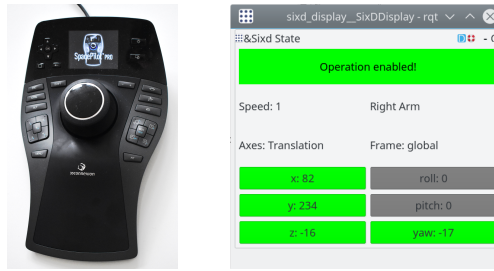 SpacePilot PRO
3Dconnexion
sixd_display__SixDDisplay - rqt
&Sixd State
Operation enabled!
Speed: 1
Right Arm
Axes: Translation
Frame: global
x: 82
roll: 0
y: 234
pitch: 0
z: -16
yaw: -17